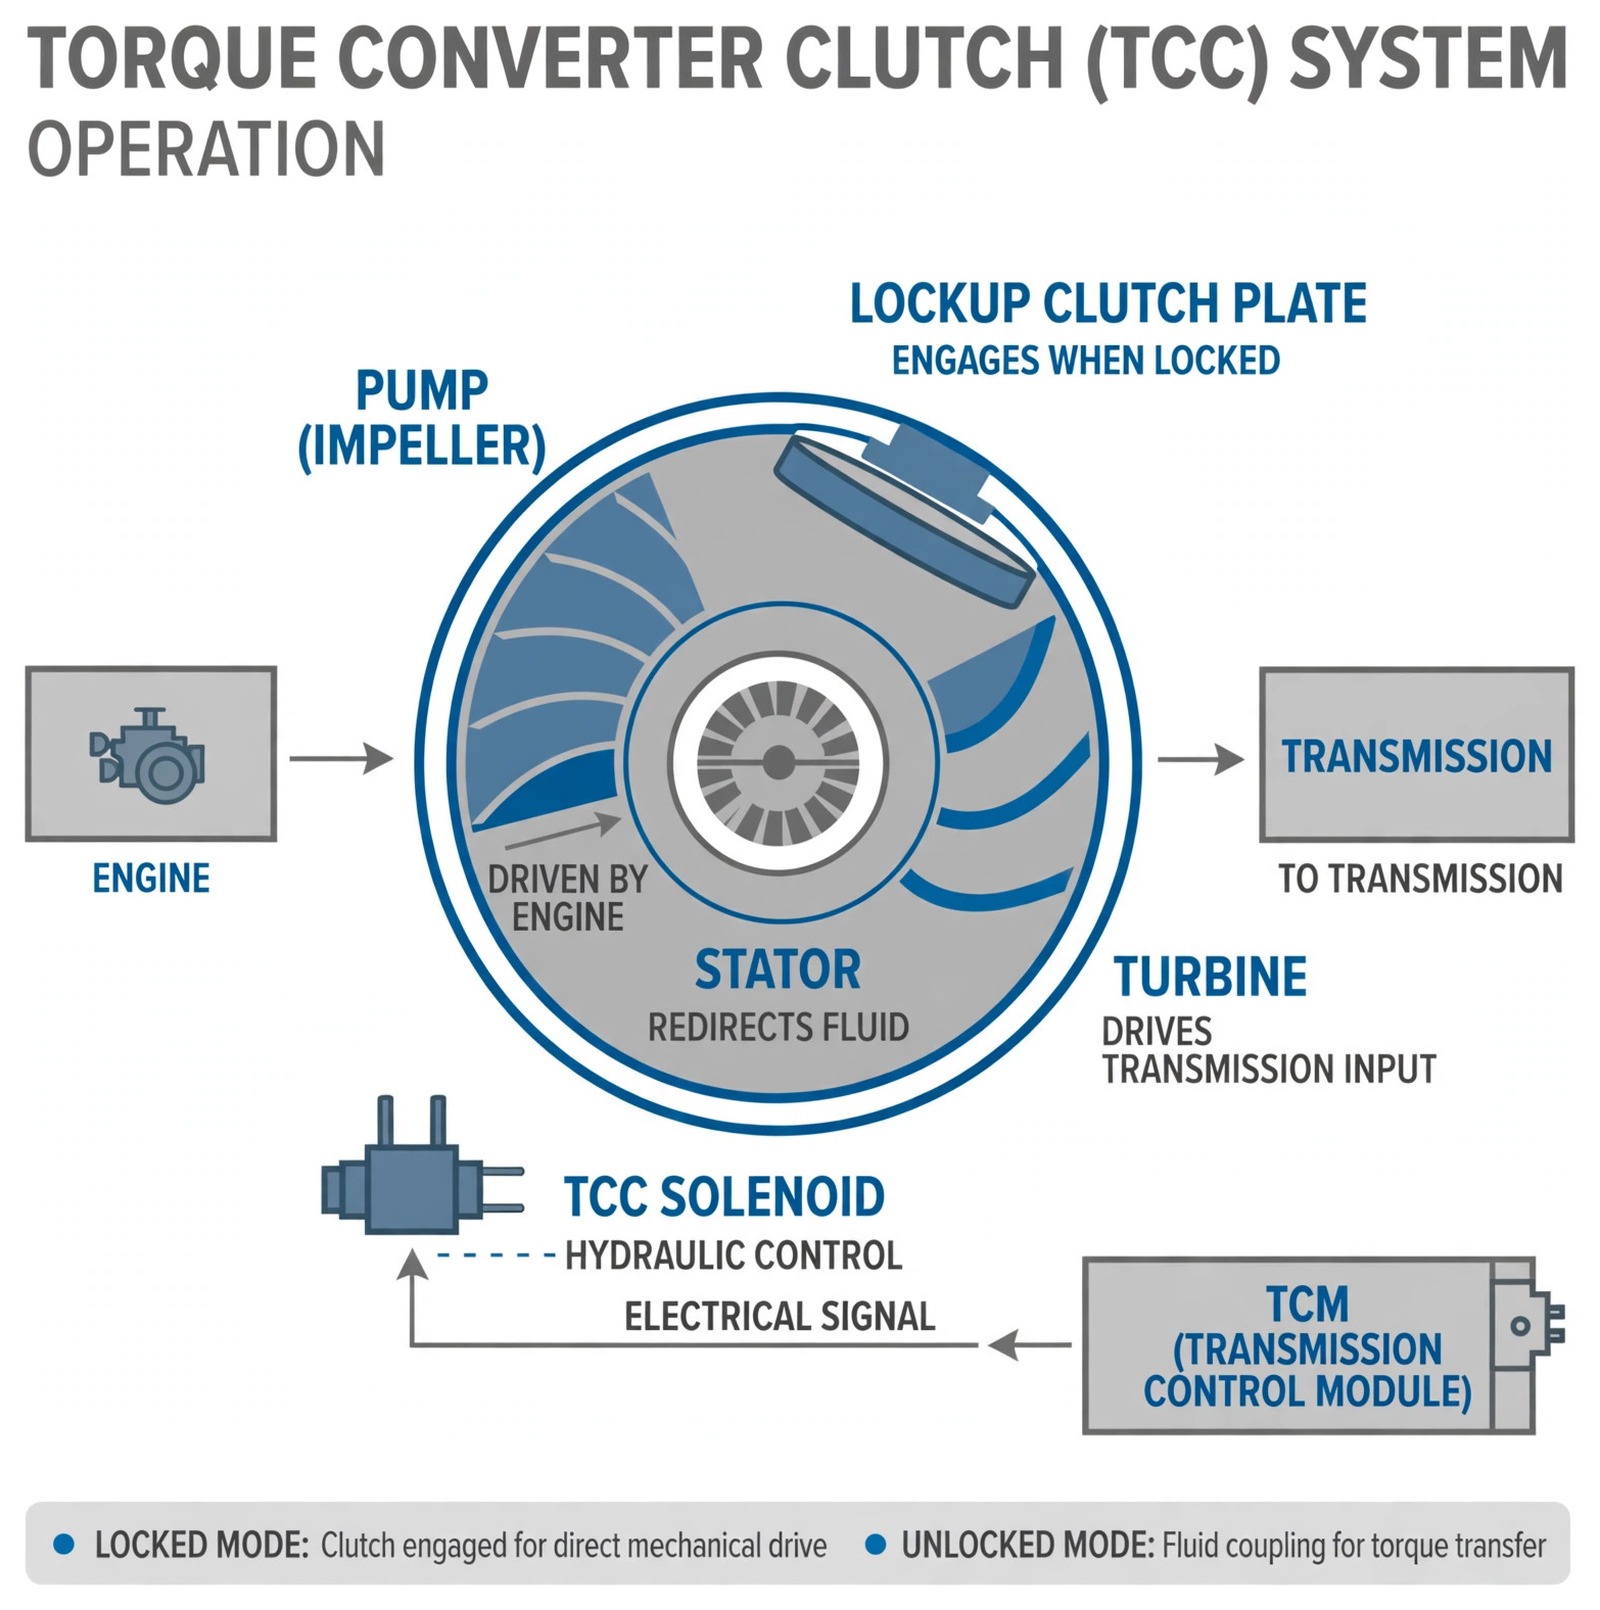 TORQUE CONVERTER CLUTCH (TCC) SYSTEM
OPERATION
LOCKUP CLUTCH PLATE
ENGAGES WHEN LOCKED
PUMP
(IMPELLER)
ENGINE
DRIVEN BY
ENGINE
STATOR
REDIRECTS FLUID
TRANSMISSION
TO TRANSMISSION
TURBINE
DRIVES
TRANSMISSION INPUT
TCC SOLENOID
HYDRAULIC CONTROL
ELECTRICAL SIGNAL
TCM
(TRANSMISSION
CONTROL MODULE)
LOCKED MODE: Clutch engaged for direct mechanical drive
UNLOCKED MODE: Fluid coupling for torque transfer